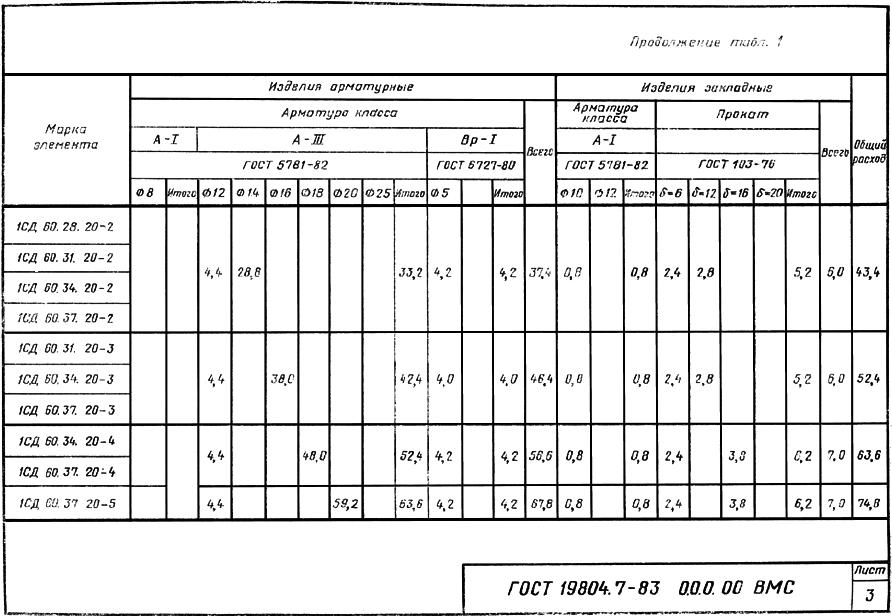 Продолжение табл. 1
Марка элемента
Изделия арматурные
Изделия закладные
Общий расход
Арматура класса
Всего
Арматура класса
Прокат
Всего
А-I
А-III
Вр-I
А-I
ГОСТ 5781-82
ГОСТ 6727-80
ГОСТ 5781-82
ГОСТ 103-76
Ф8 Итого Ф12 Ф14 Ф16 Ф18 Ф20 Ф25 Итого Ф5 Итого Ф10 Ф12 Итого δ=6 δ=12 δ=16 δ=20 Итого
1СД 60.28.20-2
1СД 60.31.20-2
1СД 60.34.20-2
1СД 60.37.20-2
4,4 28,8 33,2 4,2 4,2 37,4 0,8 0,8 2,4 2,8 5,2 6,0 43,4
1СД 60.31.20-3
1СД 60.34.20-3
1СД 60.37.20-3
4,4 38,0 42,4 4,0 4,0 46,4 0,8 0,8 2,4 2,8 5,2 6,0 52,4
1СД 60.34.20-4
1СД 60.37.20-4
4,4 48,0 52,4 4,2 4,2 56,6 0,8 0,8 2,4 3,8 6,2 7,0 63,6
1СД 60.37 20-5 4,4 59,2 63,6 4,2 4,2 67,8 0,8 0,8 2,4 3,8 6,2 7,0 74,8
ГОСТ 19804.7-83 0.0.0.00 ВМС
Лист
3